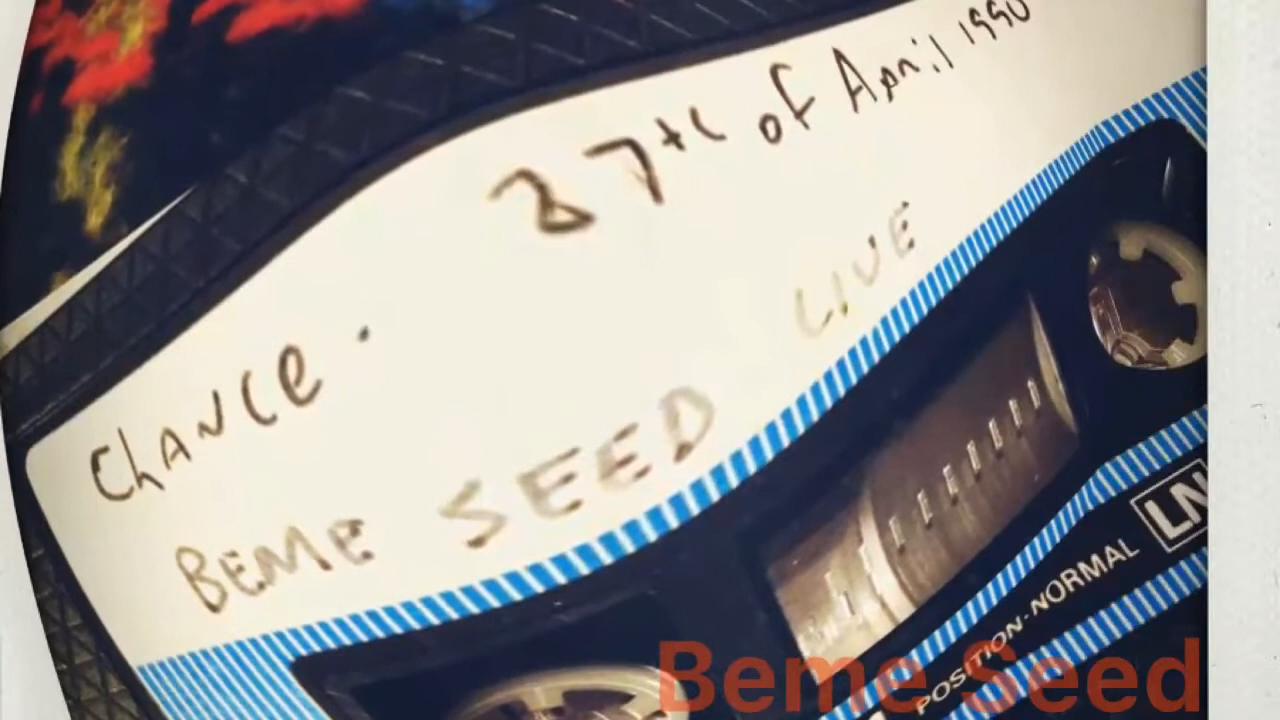 27th of April 1990
Chance.
LIVE
BEME SEED
POSITION·NORMAL LN
Beme Seed